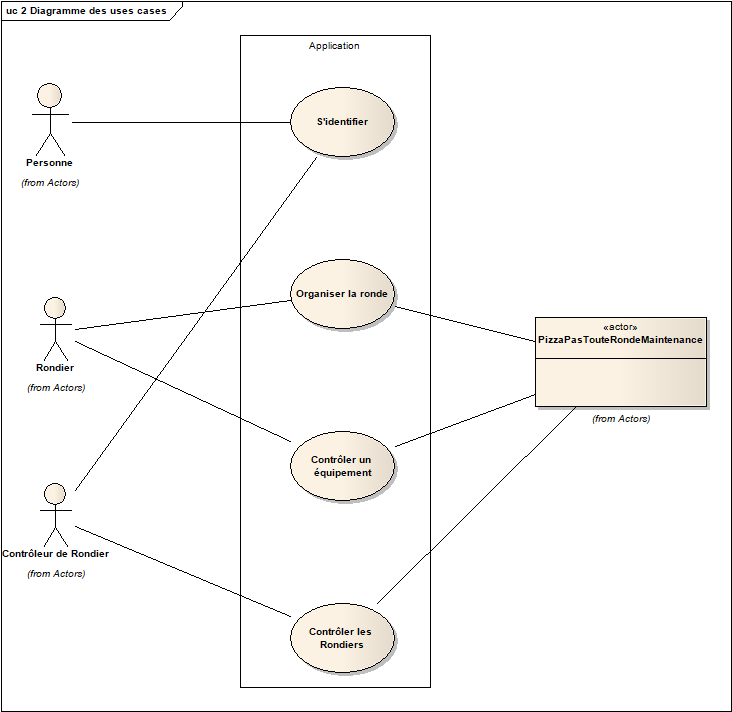 uc 2 Diagramme des uses cases
Application
S'identifier
Personne
(from Actors)
Organiser la ronde
Rondier
(from Actors)
«actor»
PizzaPasTouteRondeMaintenance
(from Actors)
Contrôler un
équipement
Contrôleur de Rondier
(from Actors)
Contrôler les
Rondiers